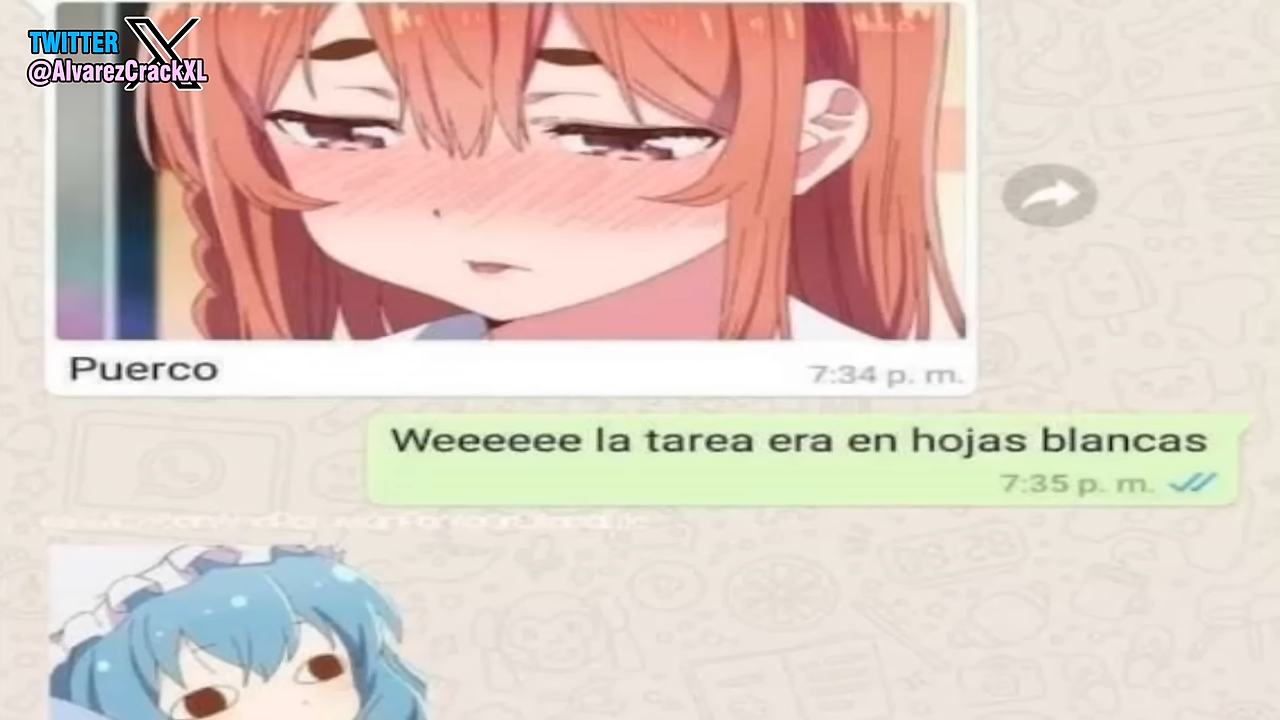 TWITTER X
@AlvarezCrackXL
Puerco
7:34 p. m.
Weeeeee la tarea era en hojas blancas
7:35 p. m.